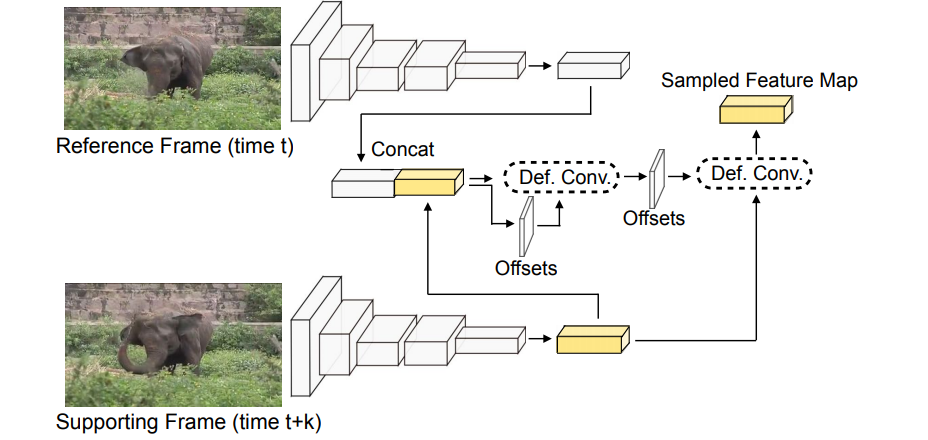 Reference Frame (time t)
Sampled Feature Map
Concat
Def. Conv.
Def. Conv.
Offsets
Offsets
Supporting Frame (time t+k)